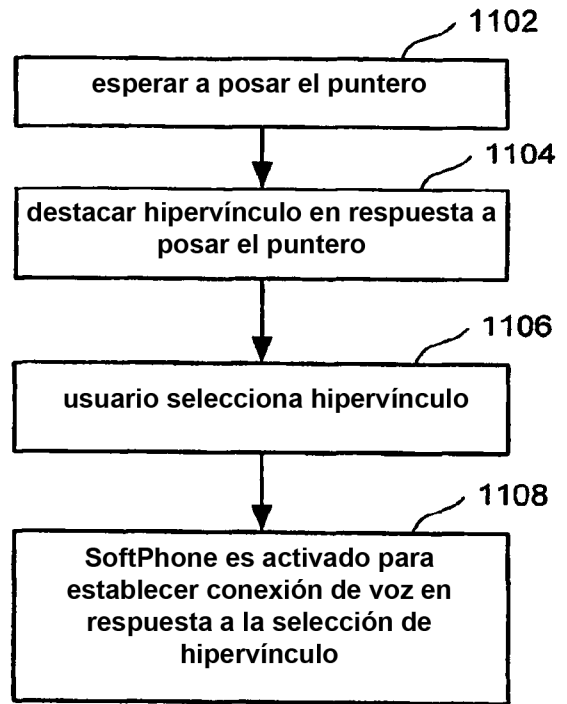 1102
esperar a posar el puntero
1104
destacar hipervínculo en respuesta a
posar el puntero
1106
usuario selecciona hipervínculo
1108
SoftPhone es activado para
establecer conexión de voz en
respuesta a la selección de
hipervínculo